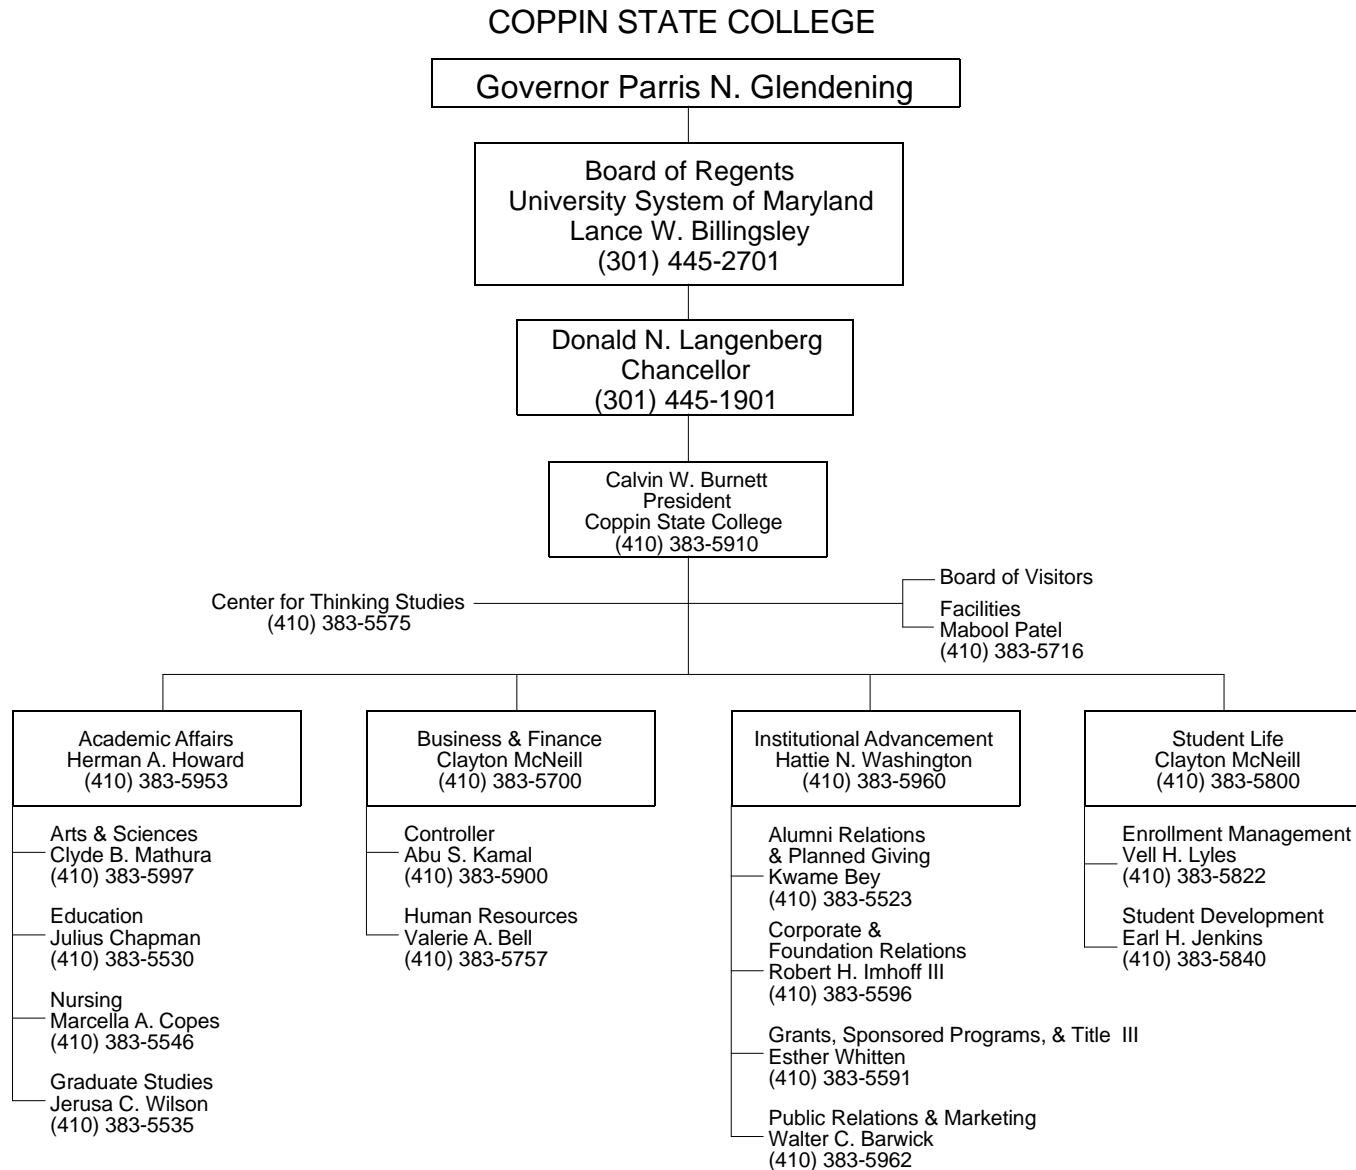 COPPIN STATE COLLEGE
Governor Parris N. Glendening
Board of Regents
University System of Maryland
Lance W. Billingsley
(301) 445-2701
Donald N. Langenberg
Chancellor
(301) 445-1901
Calvin W. Burnett
President
Coppin State College
(410) 383-5910
Center for Thinking Studies
(410) 383-5575
Board of Visitors
Facilities
Mabool Patel
(410) 383-5716
Academic Affairs
Herman A. Howard
(410) 383-5953
Arts & Sciences
Clyde B. Mathura
(410) 383-5997
Education
Julius Chapman
(410) 383-5530
Nursing
Marcella A. Copes
(410) 383-5546
Graduate Studies
Jerusa C. Wilson
(410) 383-5535
Business & Finance
Clayton McNeill
(410) 383-5700
Controller
Abu S. Kamal
(410) 383-5900
Human Resources
Valerie A. Bell
(410) 383-5757
Institutional Advancement
Hattie N. Washington
(410) 383-5960
Alumni Relations
& Planned Giving
Kwame Bey
(410) 383-5523
Corporate &
Foundation Relations
Robert H. Imhoff III
(410) 383-5596
Grants, Sponsored Programs, & Title III
Esther Whitten
(410) 383-5591
Public Relations & Marketing
Walter C. Barwick
(410) 383-5962
Student Life
Clayton McNeill
(410) 383-5800
Enrollment Management
Vell H. Lyles
(410) 383-5822
Student Development
Earl H. Jenkins
(410) 383-5840